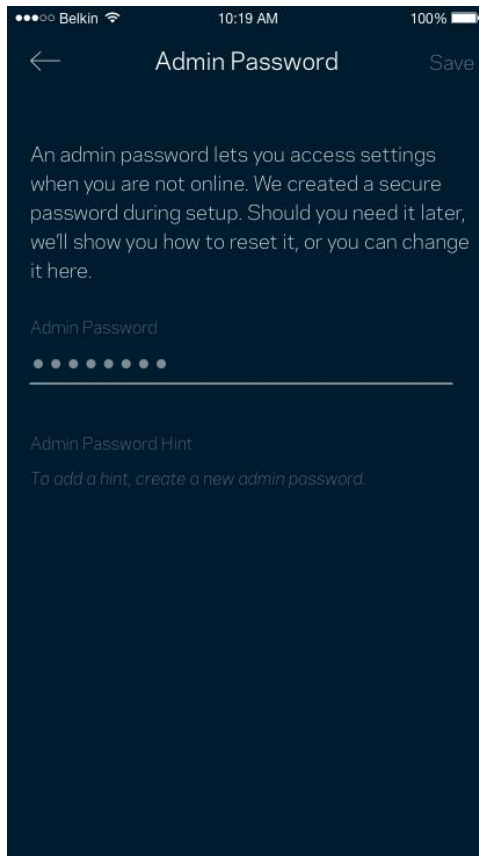 ●●●○○ Belkin 10:19 AM 100%
Admin Password Save
An admin password lets you access settings
when you are not online. We created a secure
password during setup. Should you need it later,
we'll show you how to reset it, or you can change
it here.
Admin Password
●●●●●●●●
Admin Password Hint
To add a hint, create a new admin password.